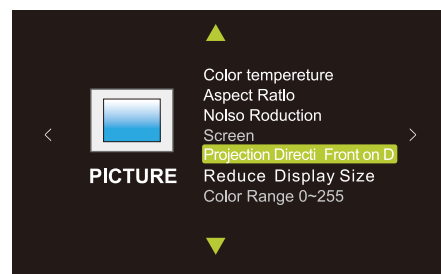 Color tempereture
Aspect Ratlo
Nolso Roduction
Screen
Projection Directi Front on D
PICTURE
Reduce Display Size
Color Range 0~255